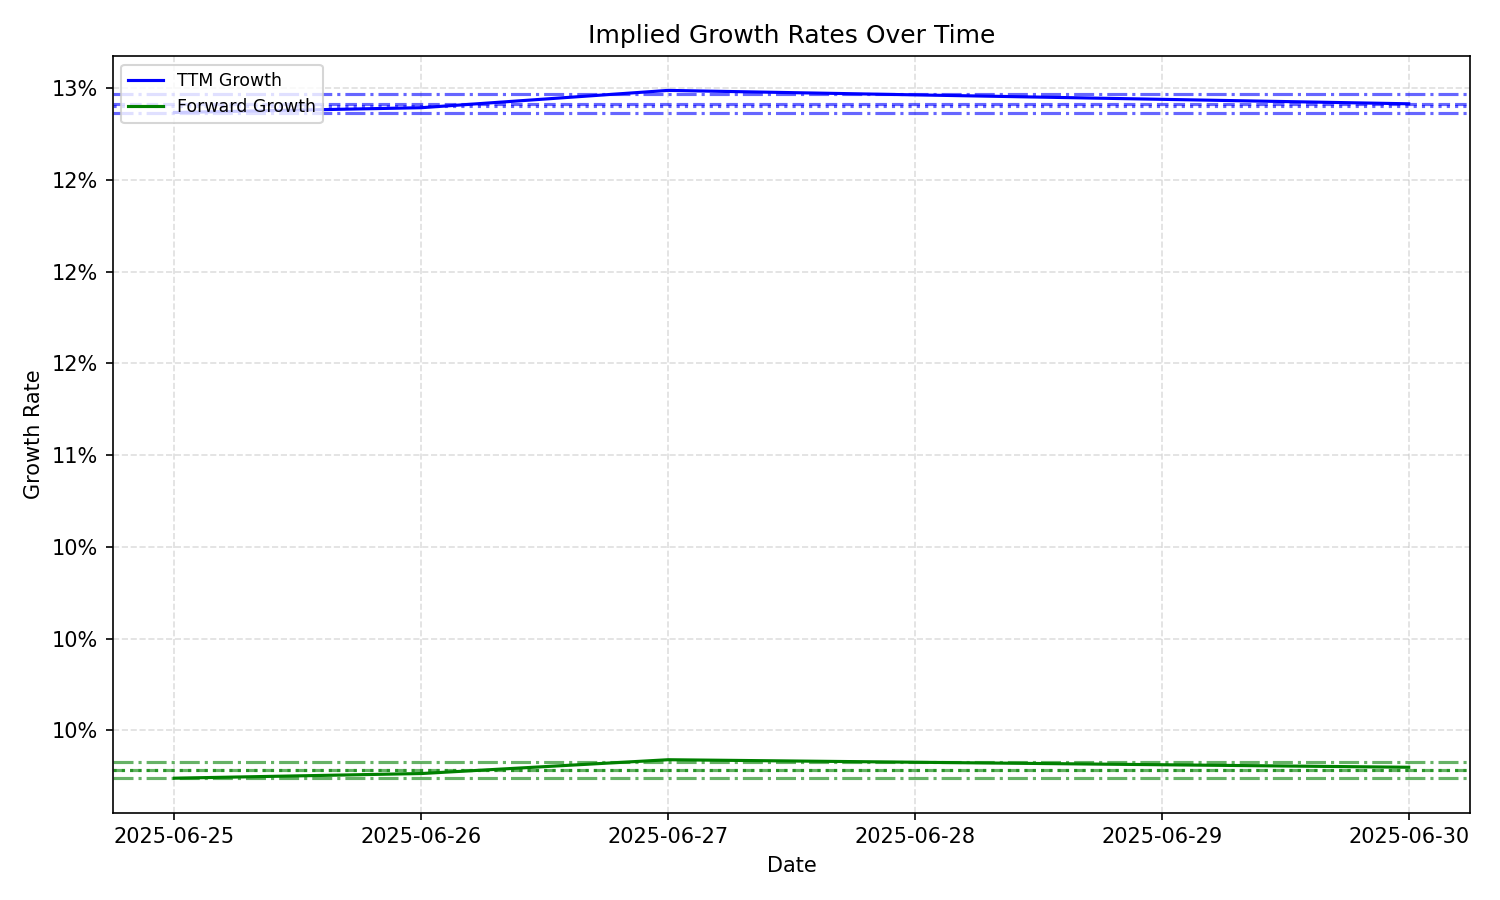 Implied Growth Rates Over Time
TTM Growth
Forward Growth
13%
12%
12%
12%
11%
10%
10%
10%
Growth Rate
2025-06-25
2025-06-26
2025-06-27
2025-06-28
2025-06-29
2025-06-30
Date